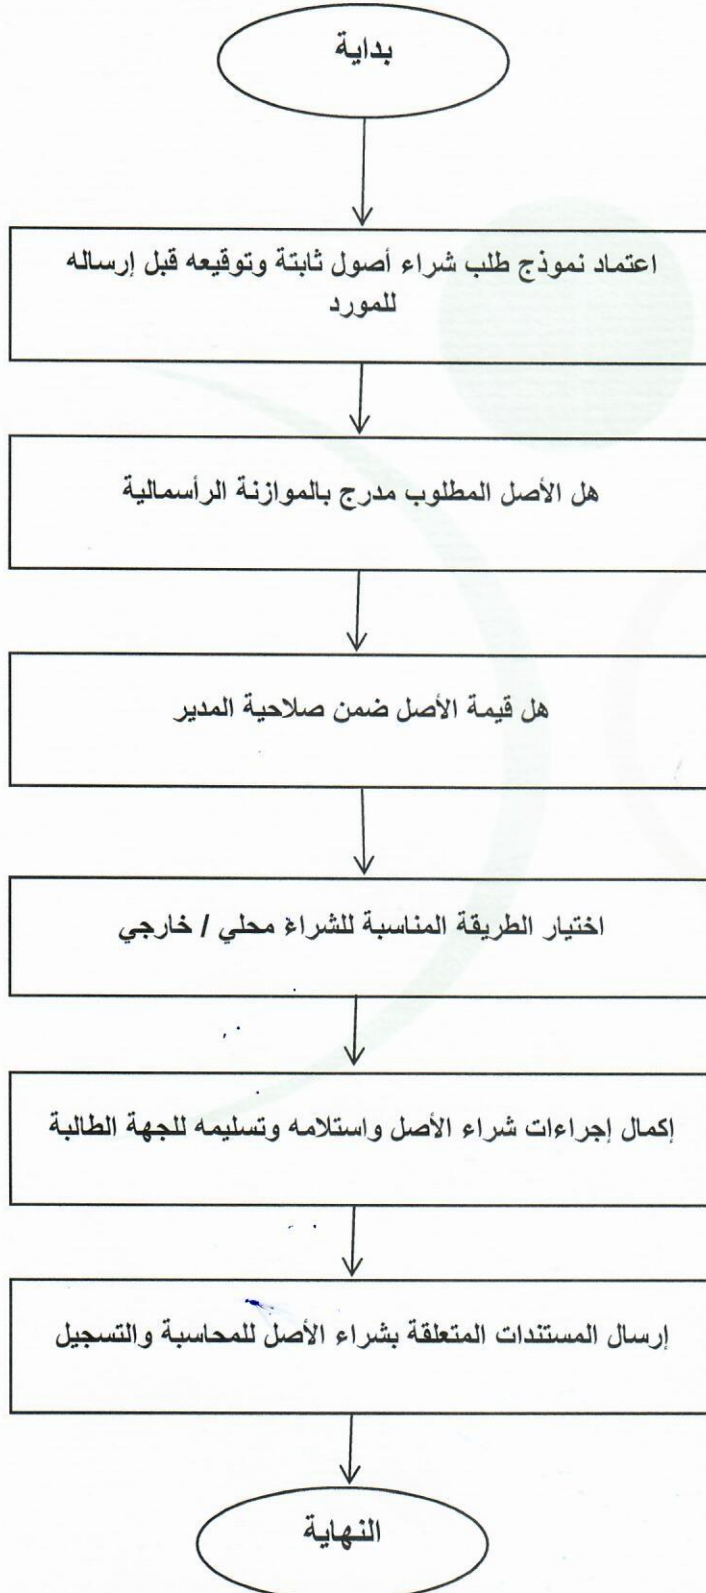 بداية
اعتماد نموذج طلب شراء أصول ثابتة وتوقيعه قبل إرساله
للمورد
هل الأصل المطلوب مدرج بالموازنة الرأسمالية
هل قيمة الأصل ضمن صلاحية المدير
اختيار الطريقة المناسبة للشراء محلي / خارجي
إكمال إجراءات شراء الأصل واستلامه وتسليمه للجهة الطالبة
إرسال المستندات المتعلقة بشراء الأصل للمحاسبة والتسجيل
النهاية